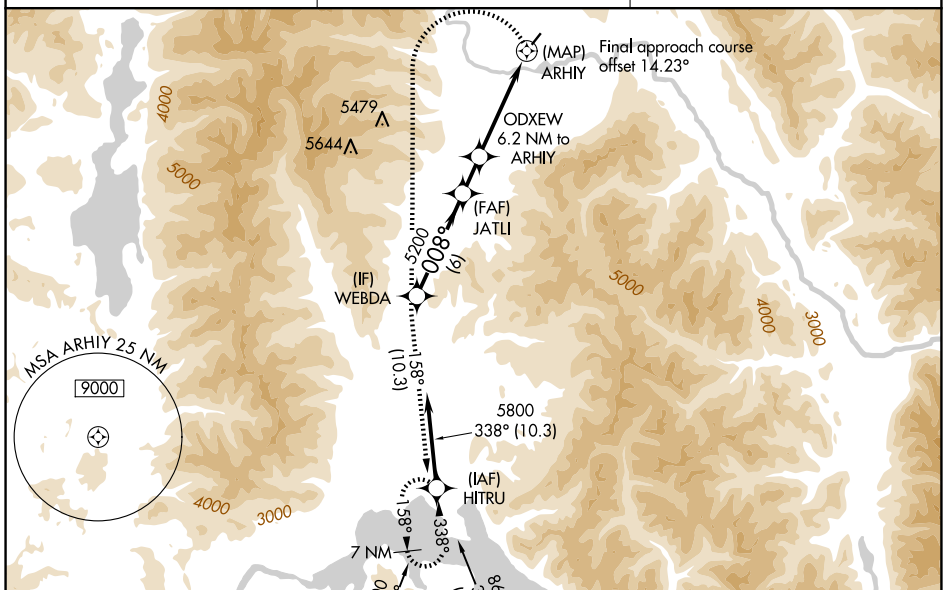 (MAP)
ARHIY
Final approach course
offset 14.23°
4000
5479
5644
ODXEW
6.2 NM to
ARHIY
5000
(FAF)
JATLI
5200
008°
(6)
(IF)
WEBDA
5000
4000
3000
MSA ARHIY 25 NM
9000
158°
(10.3)
5800
338° (10.3)
(IAF)
HITRU
4000
3000
158°
338°
7 NM